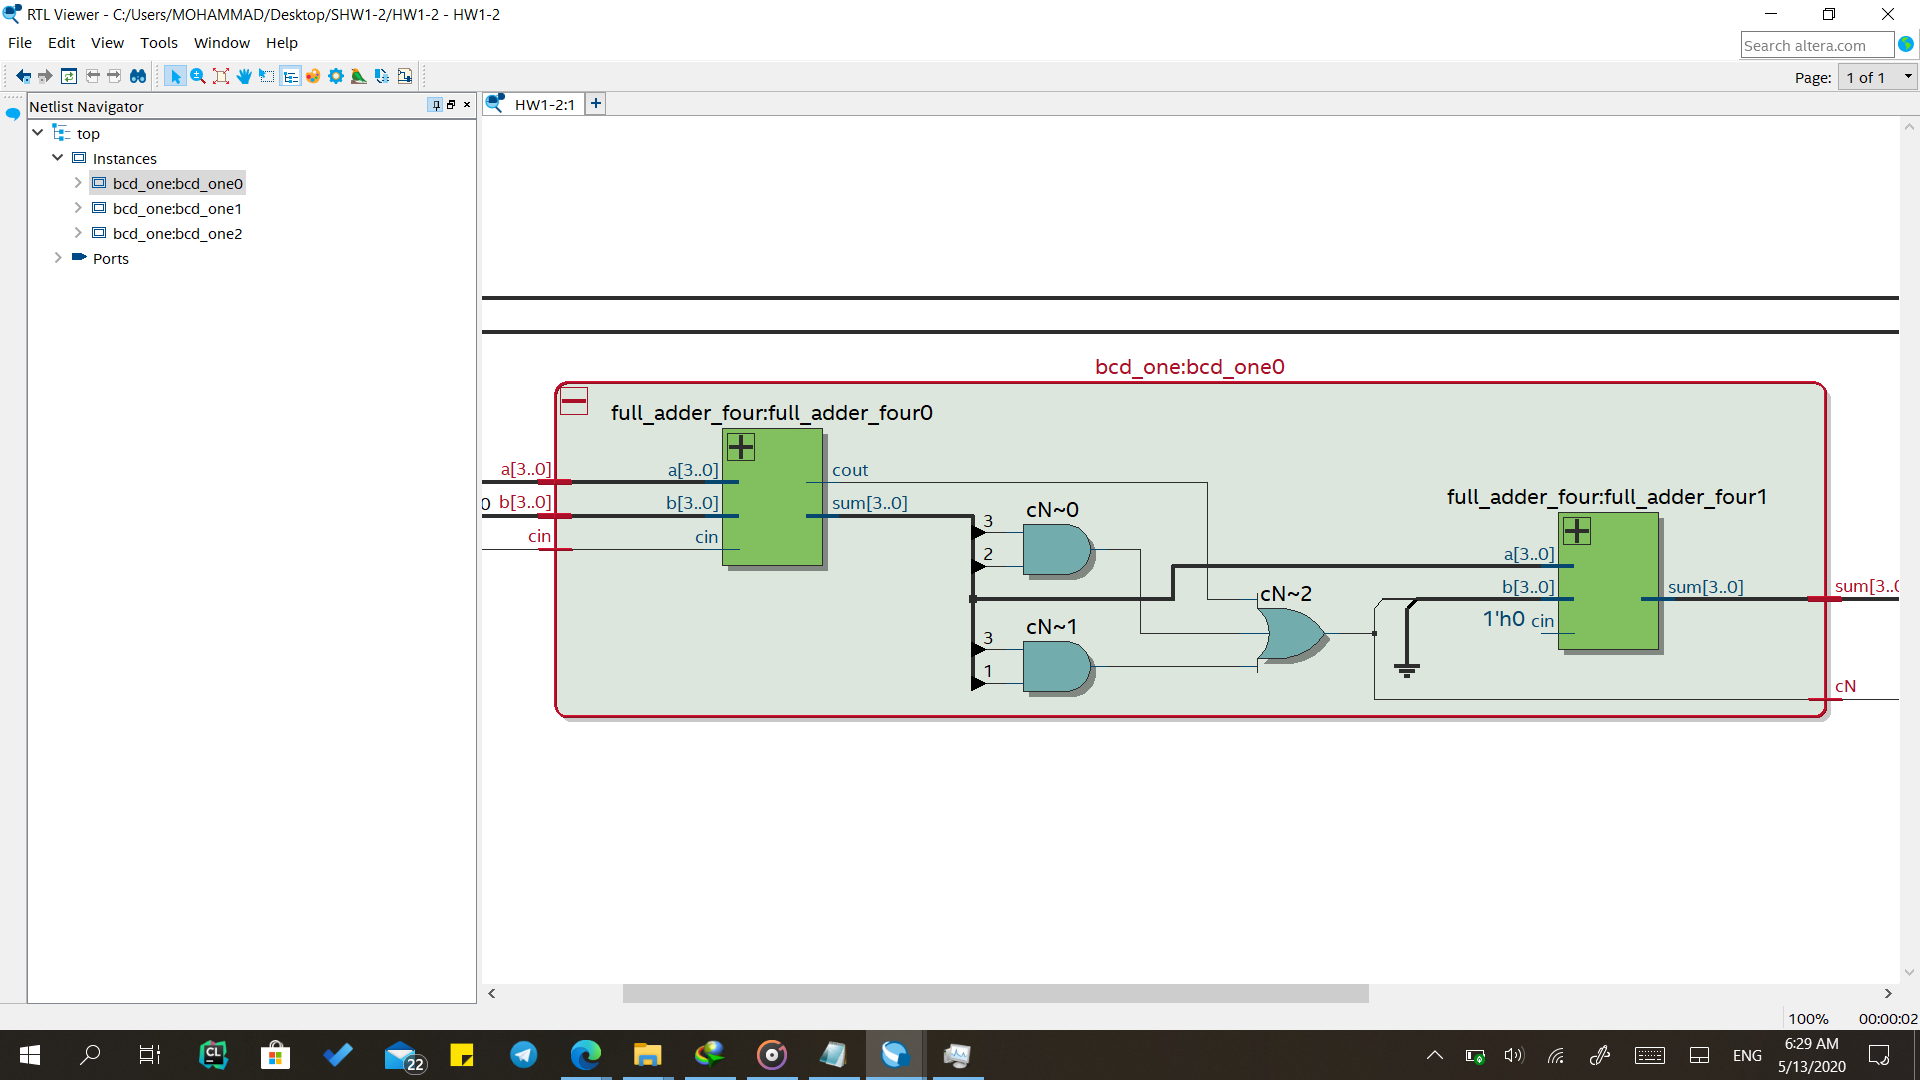 RTL Viewer - C:/Users/MOHAMMAD/Desktop/SHW1-2/HW1-2 - HW1-2
File Edit View Tools Window Help
Search altera.com
Page: 1 of 1
Netlist Navigator
HW1-2:1
top
Instances
bcd_one:bcd_one0
bcd_one:bcd_one1
bcd_one:bcd_one2
Ports
bcd_one:bcd_one0
full_adder_four:full_adder_four0
a[3..0] a[3..0] cout
0 b[3..0] b[3..0] sum[3..0]
cin cin
cN~0
3
2
full_adder_four:full_adder_four1
a[3..0]
b[3..0] sum[3..0] sum[3..0
1'h0 cin
cN~2
cN~1
3
1
cN
100% 00:00:02
CL
22
ENG
6:29 AM
5/13/2020